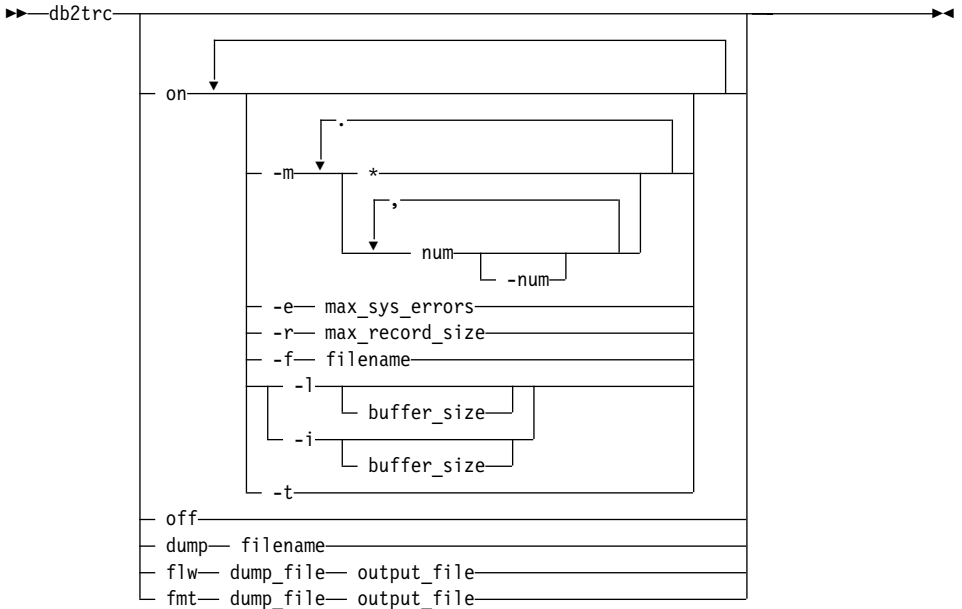 db2trc
on
.
-m *
,
num
-num
-e max_sys_errors
-r max_record_size
-f filename
-l
buffer_size
-i
buffer_size
-t
off
dump filename
flw dump_file output_file
fmt dump_file output_file